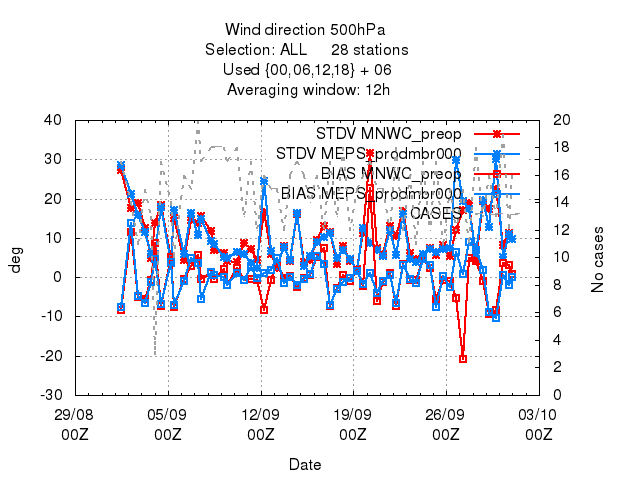 Wind direction 500hPa
Selection: ALL 28 stations
Used {00,06,12,18} + 06
Averaging window: 12h
STDV MNWC_preop
STDV MEPS_prodmbr000
BIAS MNWC_preop
BIAS MEPS_prodmbr000
CASES
40
30
20
10
0
-10
-20
-30
deg
20
18
16
14
12
10
8
6
4
2
0
No cases
29/08 05/09 12/09 19/09 26/09 03/10
00Z 00Z 00Z 00Z 00Z 00Z
Date